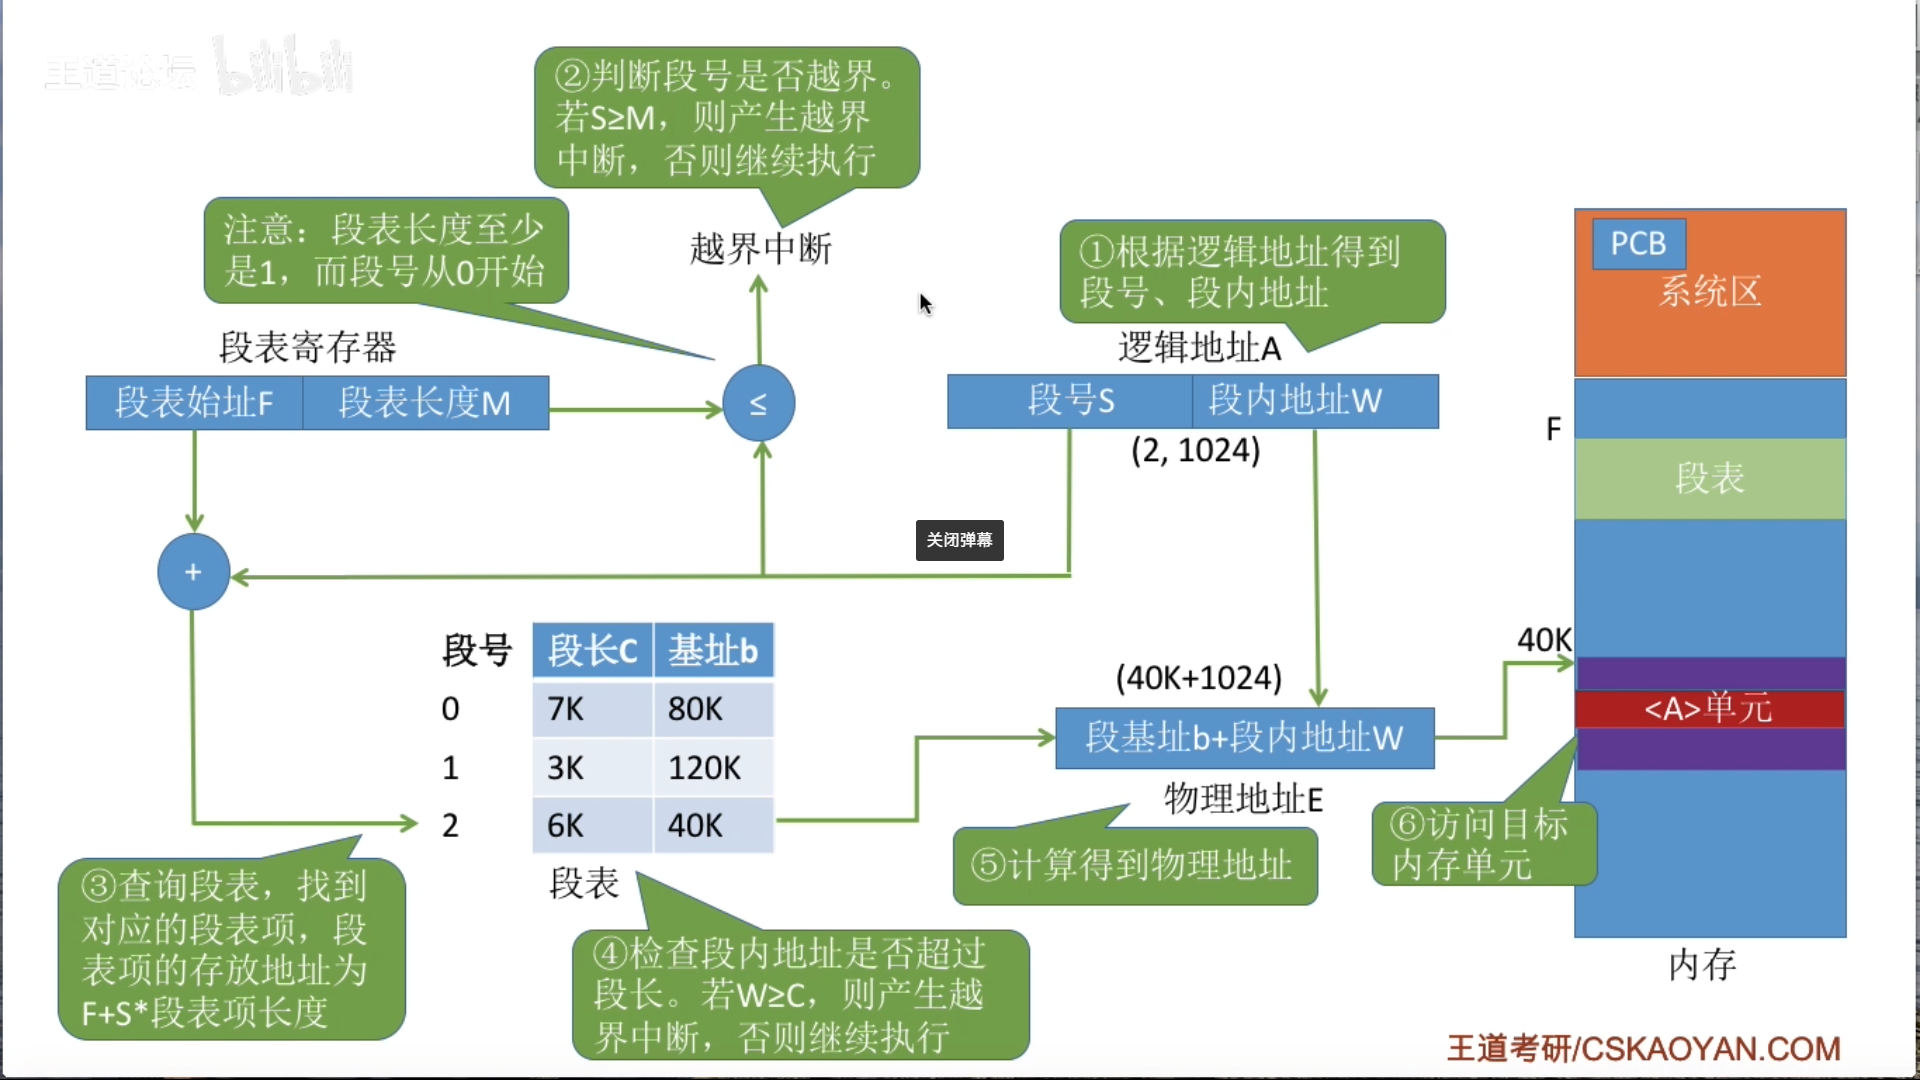 王道论坛 bilibili
②判断段号是否越界。
若S≥M，则产生越界
中断，否则继续执行
注意：段表长度至少
是1，而段号从0开始
越界中断
①根据逻辑地址得到
段号、段内地址
PCB
系统区
段表寄存器
逻辑地址A
段表始址F 段表长度M
≤
段号S 段内地址W
(2, 1024)
F
段表
关闭弹幕
+
段号 段长C 基址b
0 7K 80K
1 3K 120K
2 6K 40K
段表
(40K+1024)
40K
段基址b+段内地址W
<A>单元
物理地址E
③查询段表，找到
对应的段表项，段
表项的存放地址为
F+S*段表项长度
④检查段内地址是否超过
段长。若W≥C，则产生越
界中断，否则继续执行
⑤计算得到物理地址
⑥访问目标
内存单元
内存
王道考研/CSKAOYAN.COM